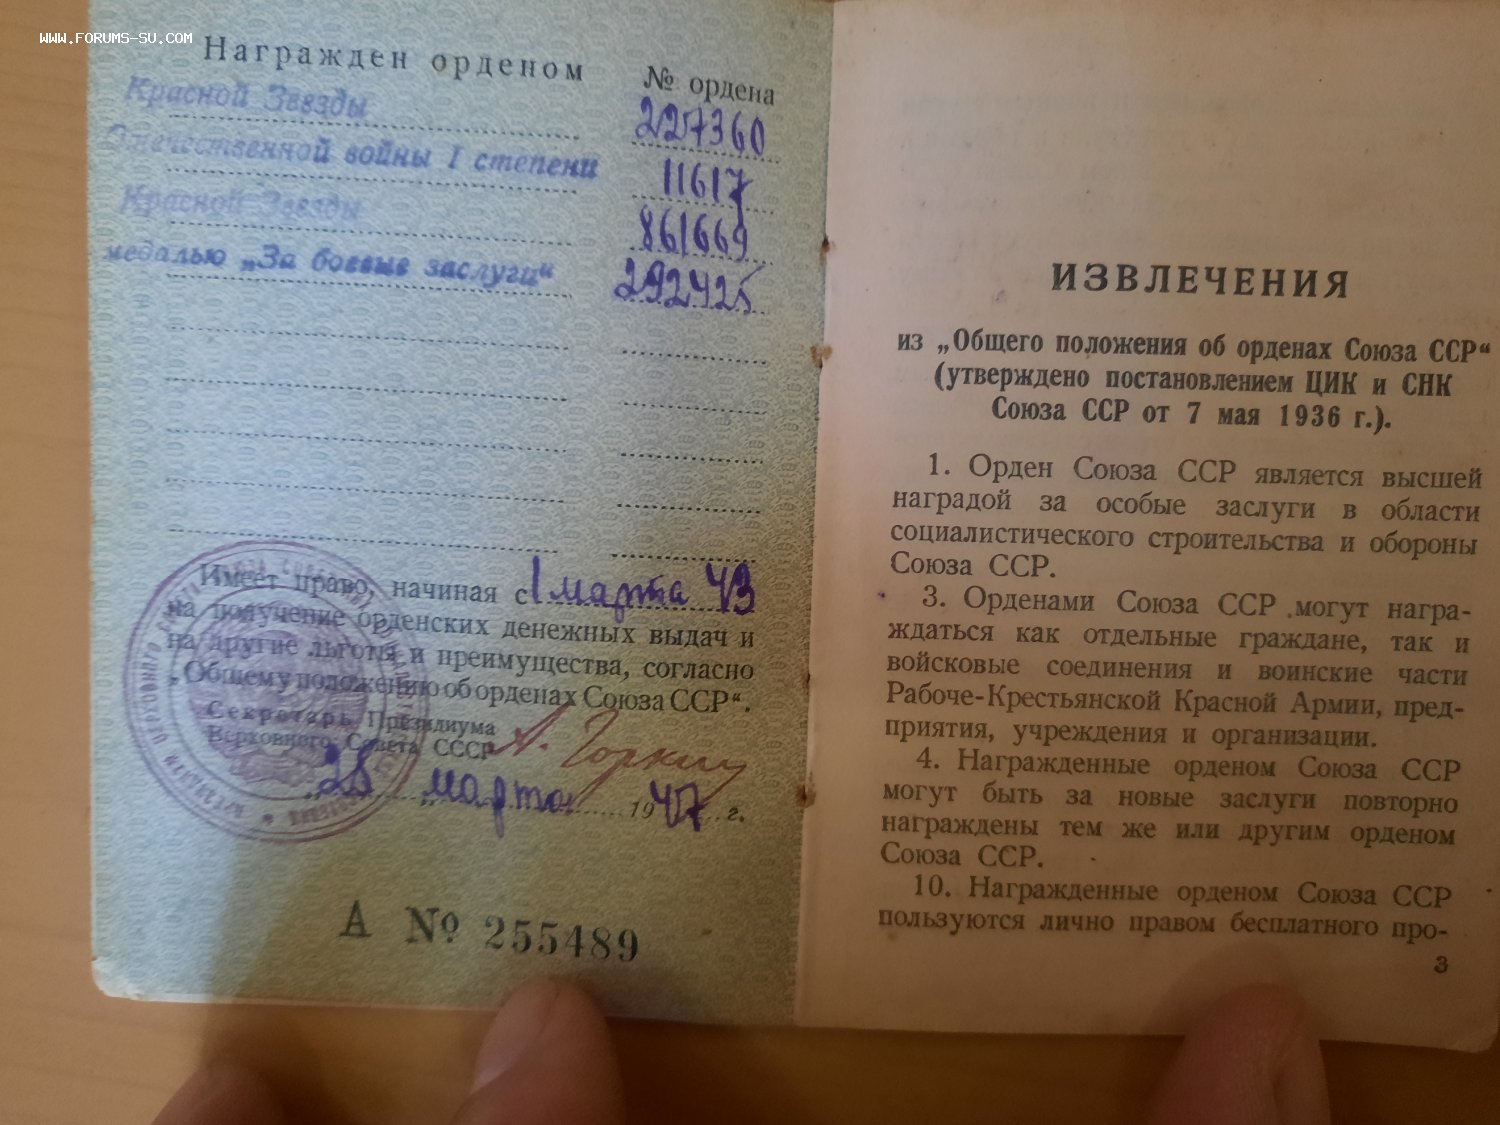 WWW.FORUMS-SU.COM
Награжден орденом
№ ордена
Красной Звезды
227360
Отечественной войны I степени
11617
Красной Звезды
861669
медалью „За боевые заслуги“
292425
Имеет право, начиная с 1 марта 43
на получение орденских денежных выдач и
на другие льготы и преимущества, согласно
„Общему положению об орденах Союза ССР“.
Секретарь Президиума
Верховного Совета СССР
А. Горкин
„25“ марта 1947 г.
А № 255489
ИЗВЛЕЧЕНИЯ
из „Общего положения об орденах Союза ССР“
(утверждено постановлением ЦИК и СНК
Союза ССР от 7 мая 1936 г.).
1. Орден Союза ССР является высшей
наградой за особые заслуги в области
социалистического строительства и обороны
Союза ССР.
3. Орденами Союза ССР могут награ-
ждаться как отдельные граждане, так и
войсковые соединения и воинские части
Рабоче-Крестьянской Красной Армии, пред-
приятия, учреждения и организации.
4. Награжденные орденом Союза ССР
могут быть за новые заслуги повторно
награждены тем же или другим орденом
Союза ССР.
10. Награжденные орденом Союза ССР
пользуются лично правом бесплатного про-
3